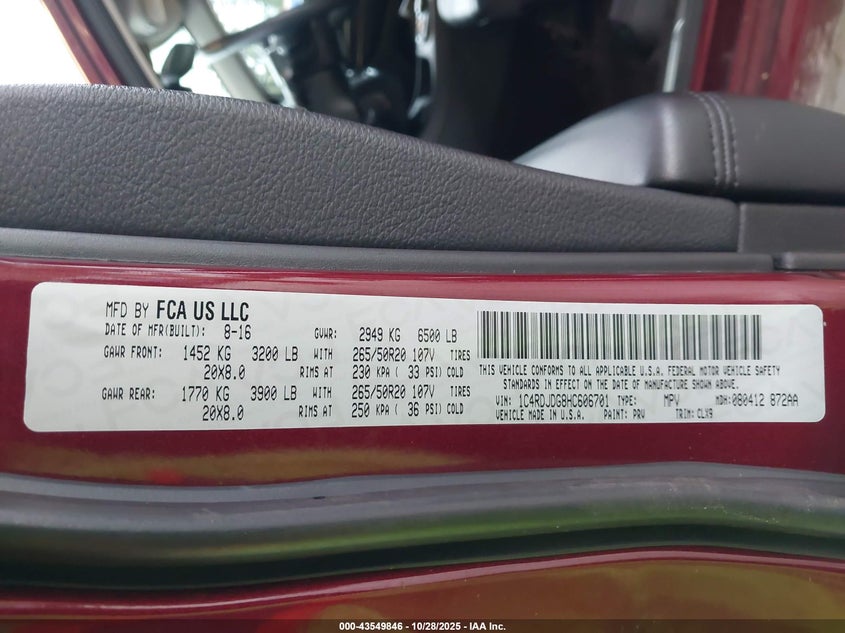 MFD BY FCA US LLC
DATE OF MFR(BUILT): 8-16 GVWR: 2949 KG 6500 LB
GAWR FRONT: 1452 KG 3200 LB WITH 265/50R20 107V TIRES
20X8.0 RIMS AT 230 KPA ( 33 PSI) COLD
GAWR REAR: 1770 KG 3900 LB WITH 265/50R20 107V TIRES
20X8.0 RIMS AT 250 KPA ( 36 PSI) COLD
THIS VEHICLE CONFORMS TO ALL APPLICABLE U.S.A. FEDERAL MOTOR VEHICLE SAFETY
STANDARDS IN EFFECT ON THE DATE OF MANUFACTURE SHOWN ABOVE.
VIN: 1C4RDJDG8HC606701 TYPE: MPV MDH: 080412 872AA
VEHICLE MADE IN U.S.A. PAINT: PRV TRIM: CLX9
000-43549846 | 10/28/2025 | IAA Inc.